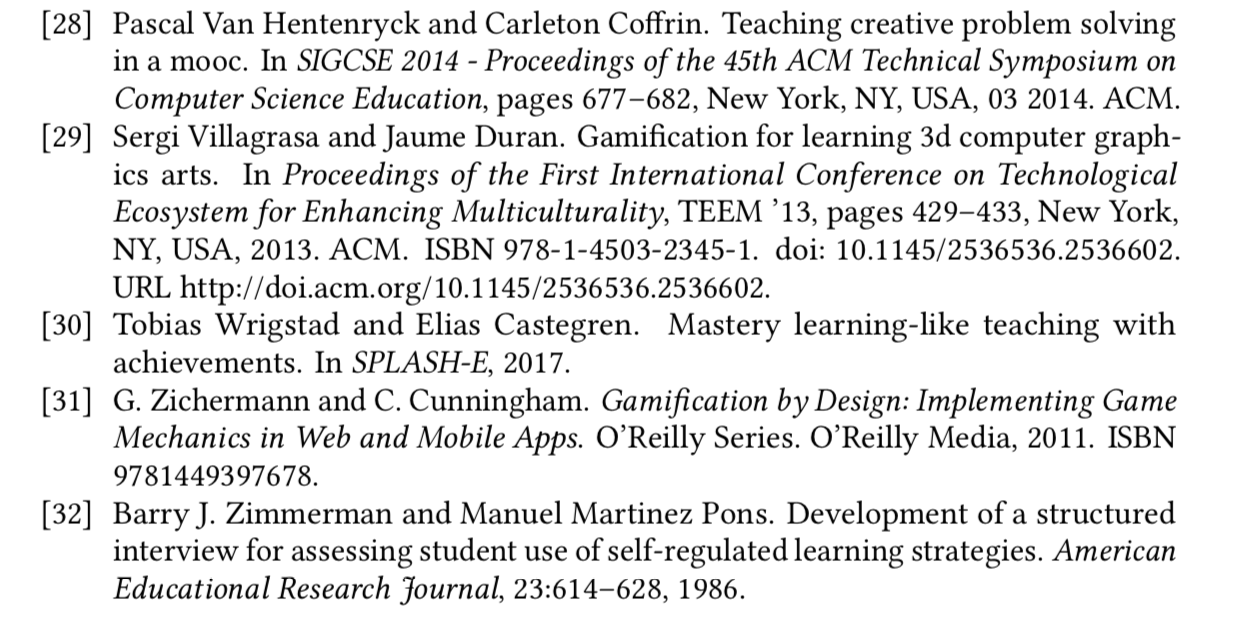 [28] Pascal Van Hentenryck and Carleton Coffrin. Teaching creative problem solving
in a mooc. In SIGCSE 2014 - Proceedings of the 45th ACM Technical Symposium on
Computer Science Education, pages 677–682, New York, NY, USA, 03 2014. ACM.
[29] Sergi Villagrasa and Jaume Duran. Gamification for learning 3d computer graph-
ics arts. In Proceedings of the First International Conference on Technological
Ecosystem for Enhancing Multiculturality, TEEM ’13, pages 429–433, New York,
NY, USA, 2013. ACM. ISBN 978-1-4503-2345-1. doi: 10.1145/2536536.2536602.
URL http://doi.acm.org/10.1145/2536536.2536602.
[30] Tobias Wrigstad and Elias Castegren. Mastery learning-like teaching with
achievements. In SPLASH-E, 2017.
[31] G. Zichermann and C. Cunningham. Gamification by Design: Implementing Game
Mechanics in Web and Mobile Apps. O’Reilly Series. O’Reilly Media, 2011. ISBN
9781449397678.
[32] Barry J. Zimmerman and Manuel Martinez Pons. Development of a structured
interview for assessing student use of self-regulated learning strategies. American
Educational Research Journal, 23:614–628, 1986.